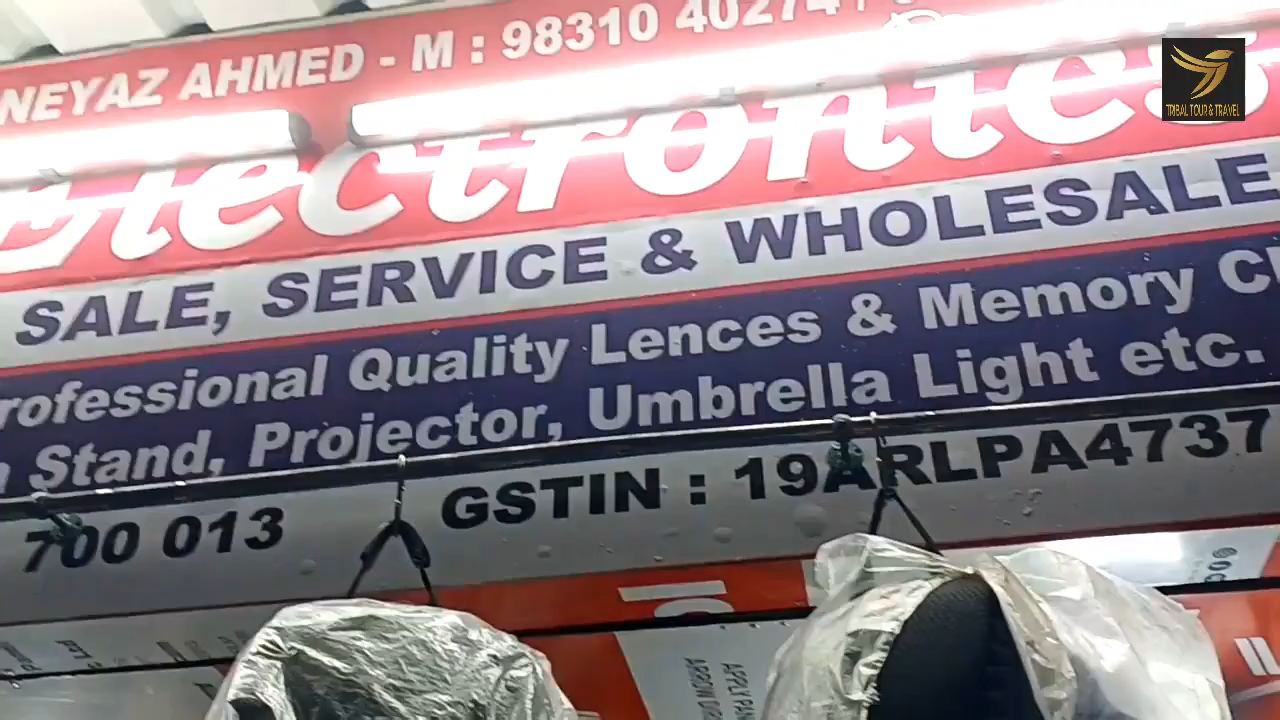 NEYAZ AHMED - M : 98310 40274
Electronics
SALE, SERVICE & WHOLESALE
Professional Quality Lences & Memory
Stand, Projector, Umbrella Light etc.
700 013
GSTIN : 19ARLPA4737
TRIBAL TOUR & TRAVEL